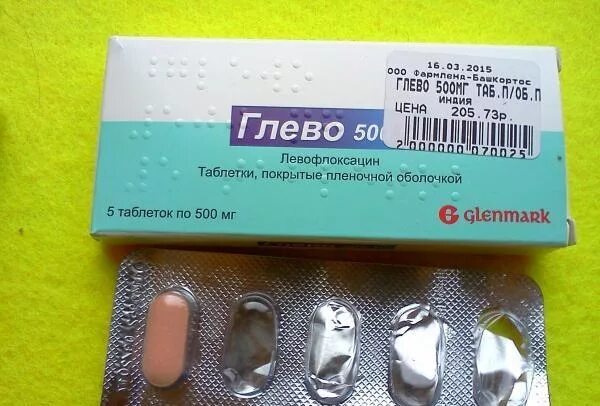 16.03.2015
ООО Фармленд-Башкортос
ГЛЕВО 500МГ ТАБ.П/ОБ.П
ИНДИЯ
ЦЕНА 205.73р.
2000000070025
Глево 500
Левофлоксацин
Таблетки, покрытые пленочной оболочкой
5 таблеток по 500 мг
Glenmark